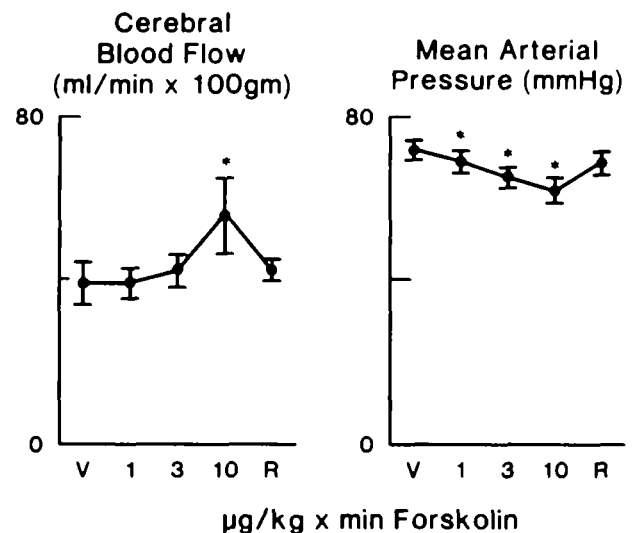 Cerebral
Blood Flow
(ml/min x 100gm)
80
*
0
V 1 3 10 R
Mean Arterial
Pressure (mmHg)
80
* * *
0
V 1 3 10 R
μg/kg x min Forskolin